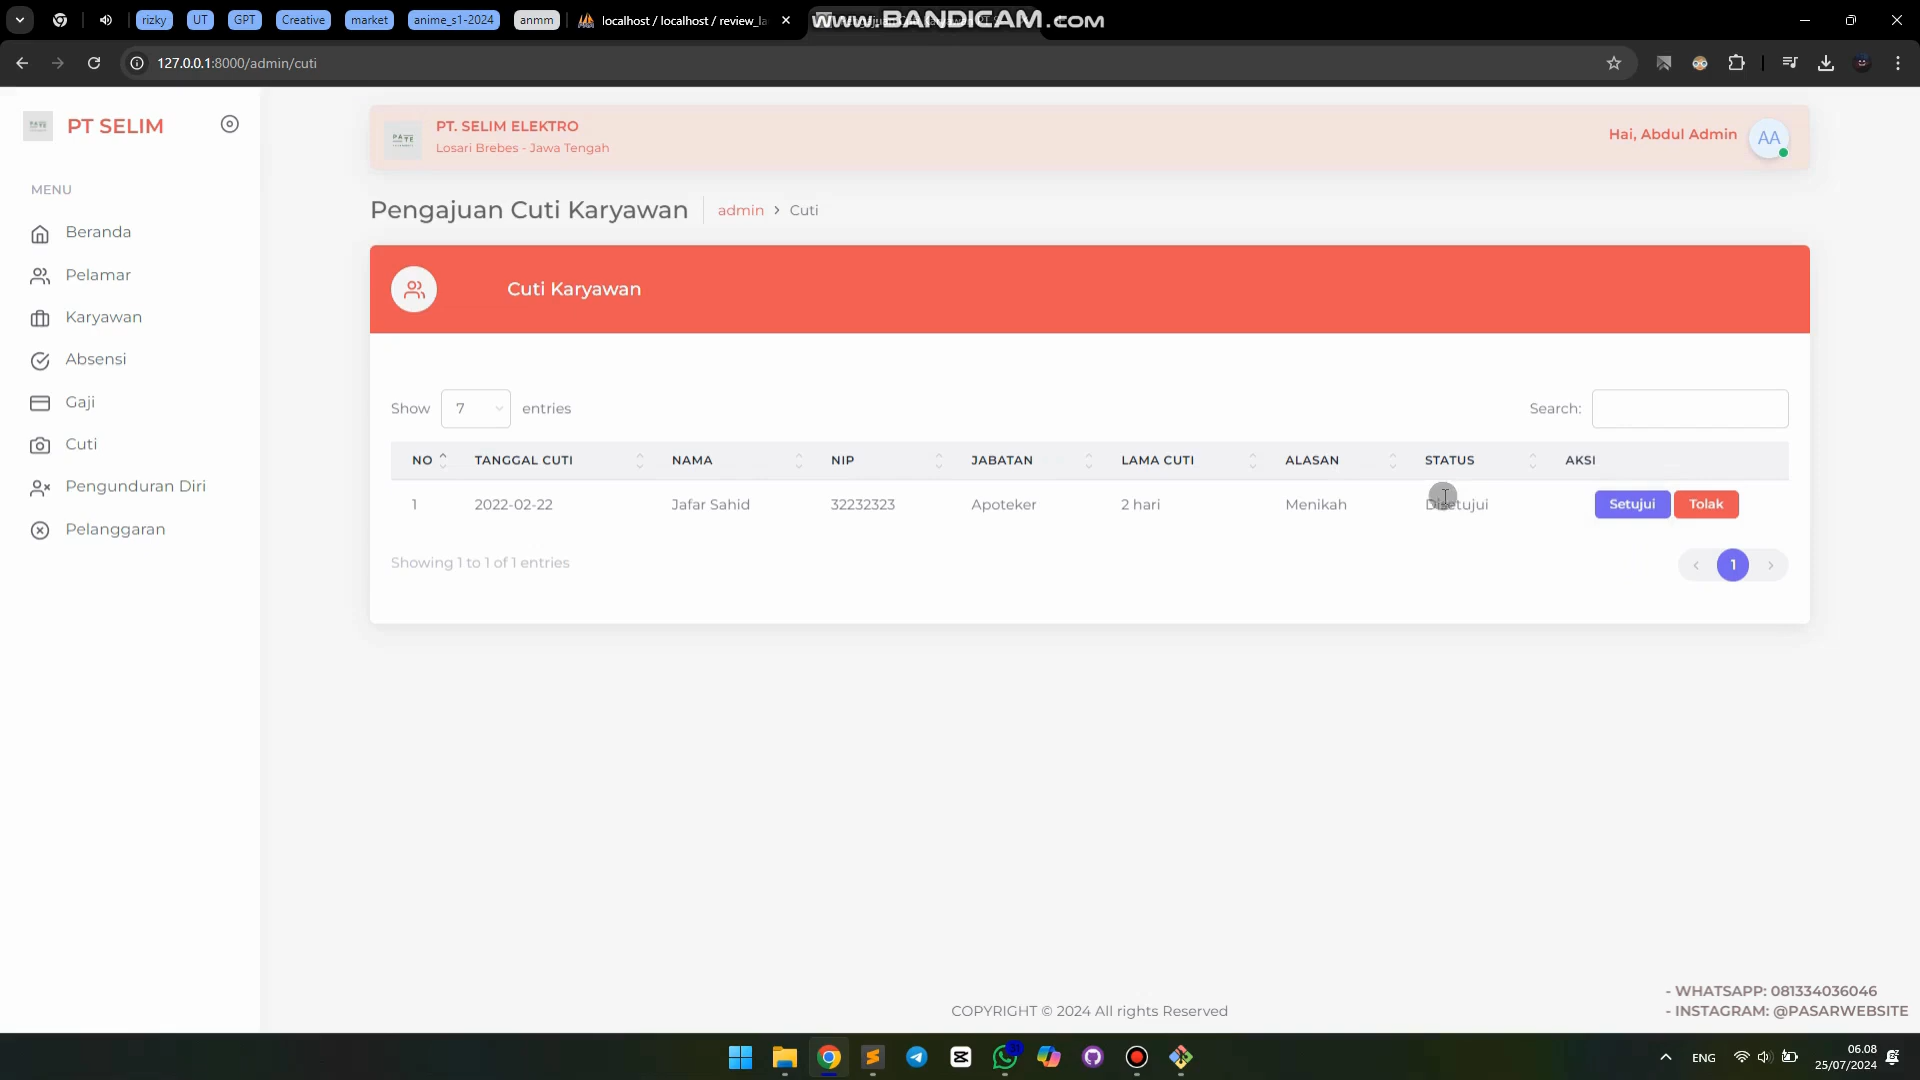 rizky
UT
GPT
Creative
market
anime_s1-2024
anmm
localhost / localhost / review_la
www.BANDICAM.com
127.0.0.1:8000/admin/cuti
PT SELIM
PT. SELIM ELEKTRO
Losari Brebes - Jawa Tengah
Hai, Abdul Admin
AA
MENU
Beranda
Pelamar
Karyawan
Absensi
Gaji
Cuti
Pengunduran Diri
Pelanggaran
Pengajuan Cuti Karyawan
admin > Cuti
Cuti Karyawan
Show 7 entries
Search:
NO TANGGAL CUTI NAMA NIP JABATAN LAMA CUTI ALASAN STATUS AKSI
1 2022-02-22 Jafar Sahid 32232323 Apoteker 2 hari Menikah Disetujui Setujui Tolak
Showing 1 to 1 of 1 entries
‹ 1 ›
COPYRIGHT © 2024 All rights Reserved
- WHATSAPP: 081334036046
- INSTAGRAM: @PASARWEBSITE
ENG
06.08
25/07/2024